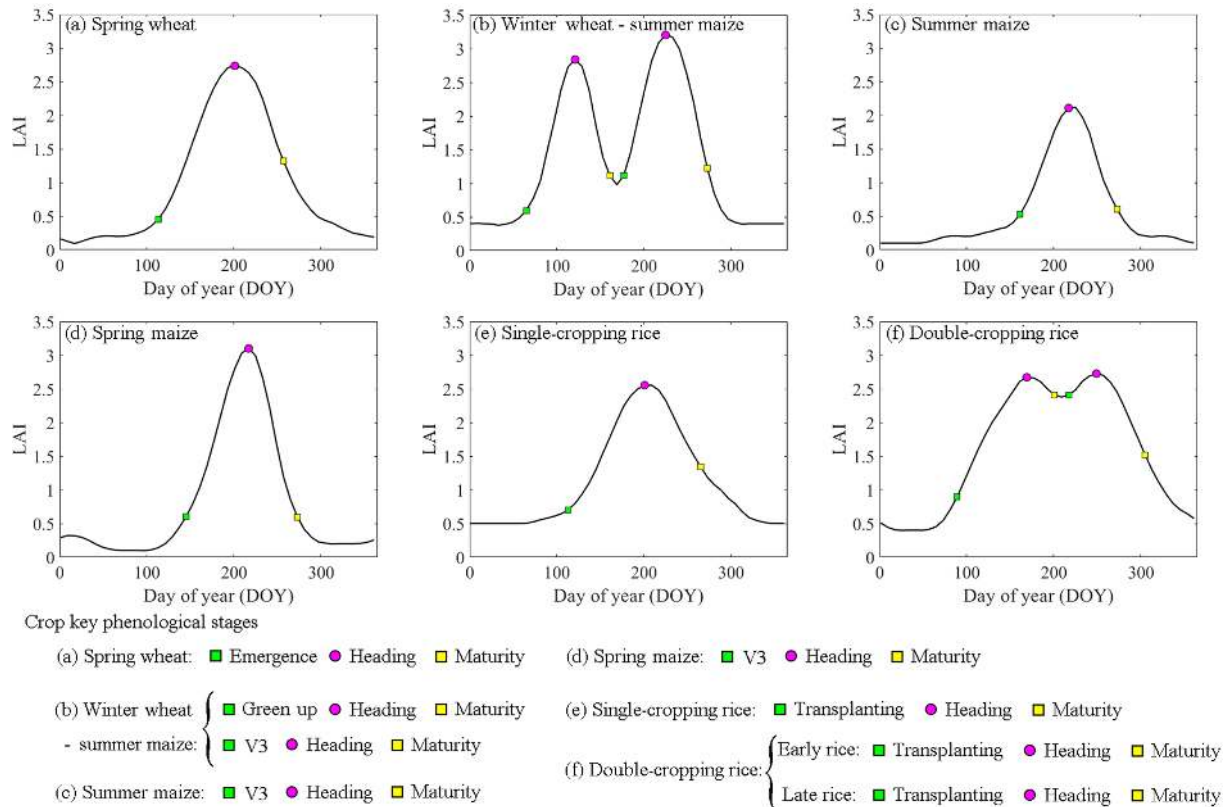 (a) Spring wheat
3.5
3
2.5
2
1.5
1
0.5
0
LAI
0 100 200 300
Day of year (DOY)
(b) Winter wheat - summer maize
3.5
3
2.5
2
1.5
1
0.5
0
LAI
0 100 200 300
Day of year (DOY)
(c) Summer maize
3.5
3
2.5
2
1.5
1
0.5
0
LAI
0 100 200 300
Day of year (DOY)
(d) Spring maize
3.5
3
2.5
2
1.5
1
0.5
0
LAI
0 100 200 300
Day of year (DOY)
(e) Single-cropping rice
3.5
3
2.5
2
1.5
1
0.5
0
LAI
0 100 200 300
Day of year (DOY)
(f) Double-cropping rice
3.5
3
2.5
2
1.5
1
0.5
0
LAI
0 100 200 300
Day of year (DOY)
Crop key phenological stages
(a) Spring wheat: Emergence Heading Maturity
(b) Winter wheat - summer maize:
Green up Heading Maturity
V3 Heading Maturity
(c) Summer maize: V3 Heading Maturity
(d) Spring maize: V3 Heading Maturity
(e) Single-cropping rice: Transplanting Heading Maturity
(f) Double-cropping rice:
Early rice: Transplanting Heading Maturity
Late rice: Transplanting Heading Maturity